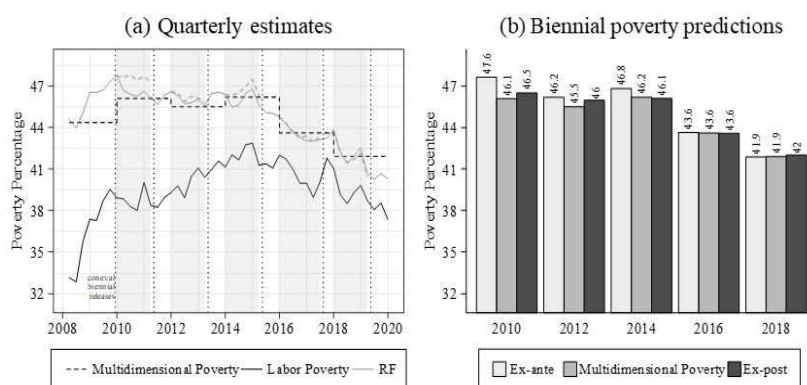 (a) Quarterly estimates
Poverty Percentage
47
44
41
38
35
32
coneval
biennial
releases
2008 2010 2012 2014 2016 2018 2020
Multidimensional Poverty Labor Poverty RF
(b) Biennial poverty predictions
Poverty Percentage
47
44
41
38
35
32
47.6 46.1 46.5 46.2 45.5 46 46.8 46.2 46.1 43.6 43.6 43.6 41.9 41.9 42
2010 2012 2014 2016 2018
Ex-ante Multidimensional Poverty Ex-post